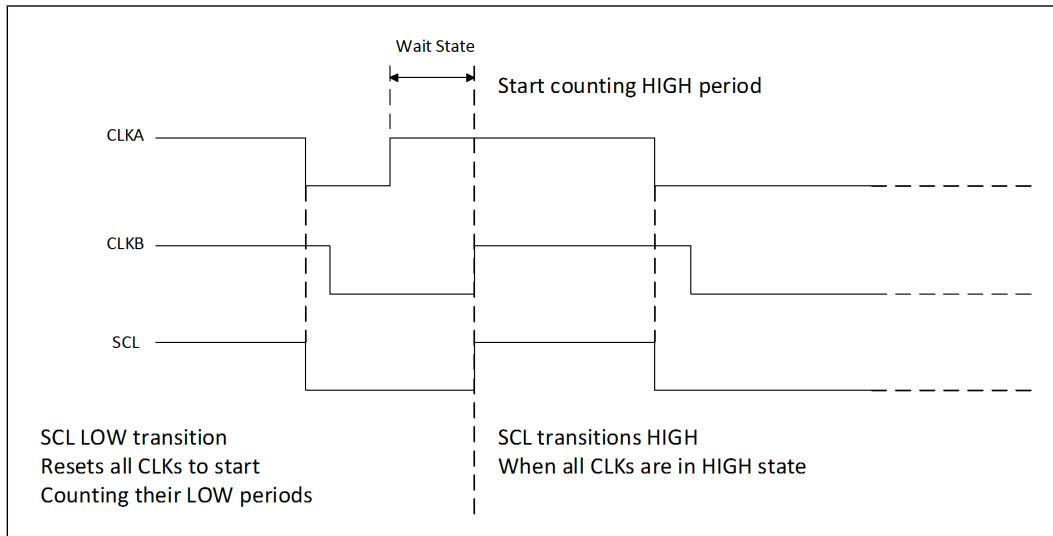 Wait State
Start counting HIGH period
CLKA
CLKB
SCL
SCL LOW transition
Resets all CLKs to start
Counting their LOW periods
SCL transitions HIGH
When all CLKs are in HIGH state